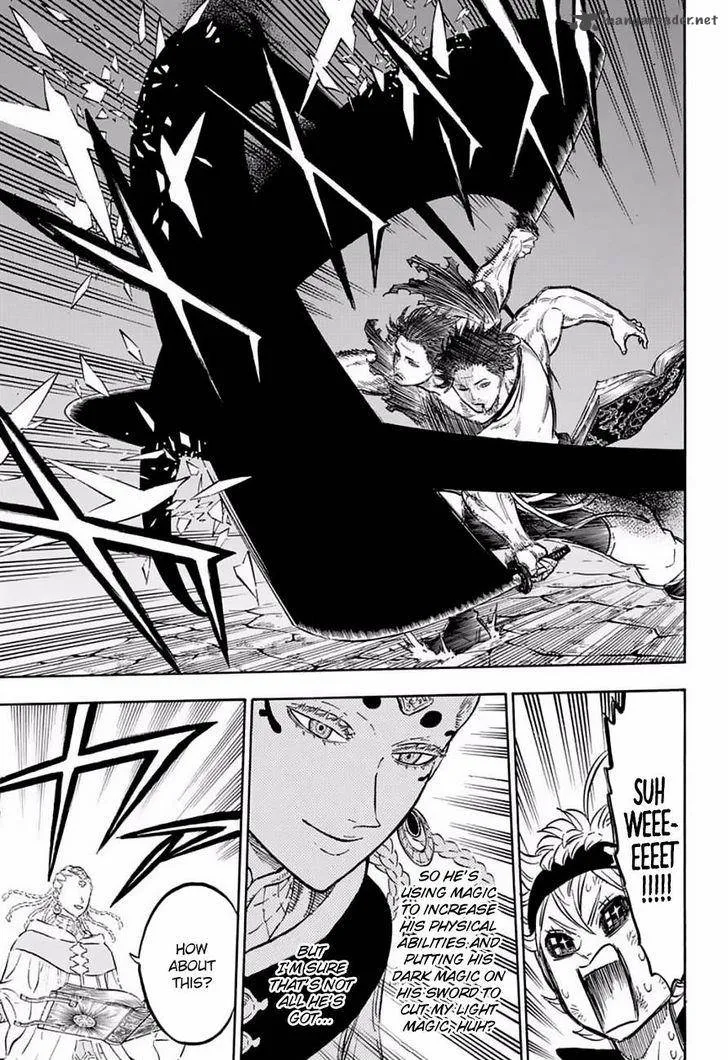 mangareader.net
SUH
WEEE-
EEEET
!!!!!
SO HE'S
USING MAGIC
TO INCREASE
HIS PHYSICAL
ABILITIES AND
PUTTING HIS
DARK MAGIC ON
HIS SWORD TO
CUT MY LIGHT
MAGIC, HUH?
BUT
I'M SURE
THAT'S NOT
ALL HE'S
GOT...
HOW
ABOUT
THIS?